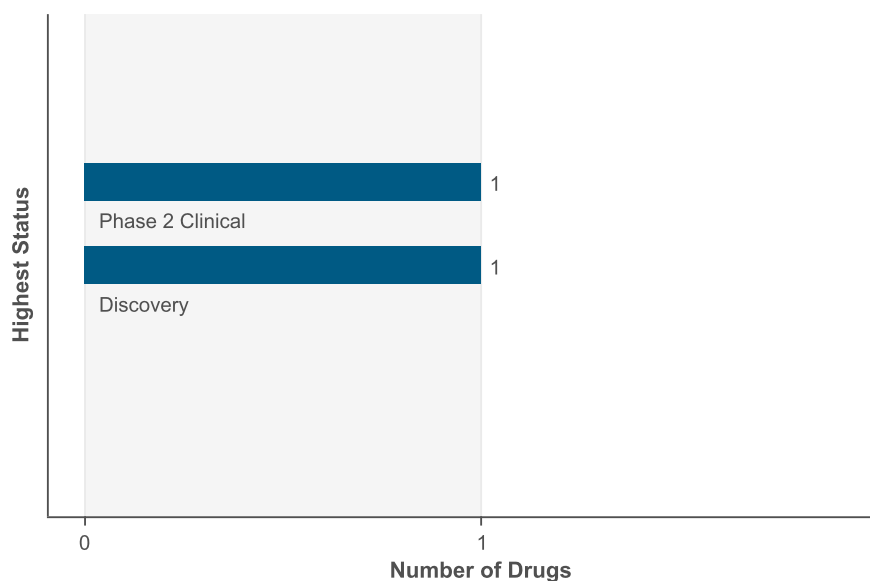 Highest Status
1
Phase 2 Clinical
1
Discovery
0
1
Number of Drugs